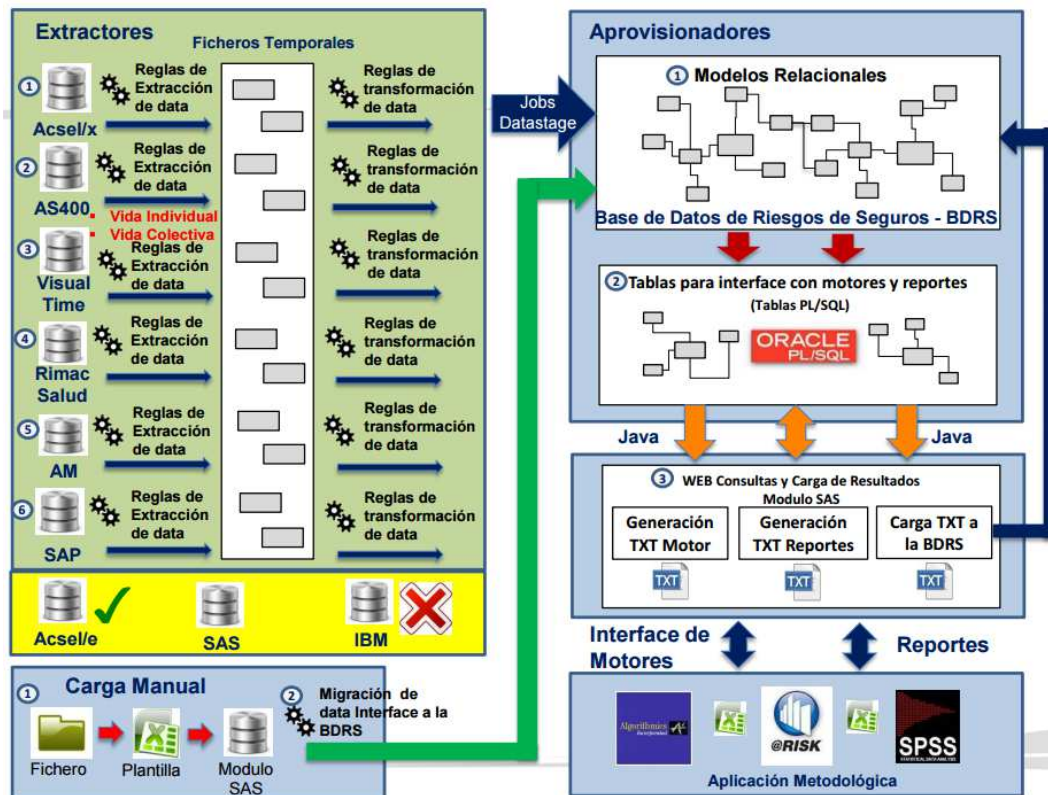 Extractores
Ficheros Temporales
1
Acsel/x
Reglas de
Extracción
de data
Reglas de
transformación
de data
2
AS400
Reglas de
Extracción
de data
Reglas de
transformación
de data
▪ Vida Individual
▪ Vida Colectiva
3
Visual
Time
Reglas de
Extracción
de data
Reglas de
transformación
de data
4
Rimac
Salud
Reglas de
Extracción
de data
Reglas de
transformación
de data
5
AM
Reglas de
Extracción
de data
Reglas de
transformación
de data
6
SAP
Reglas de
Extracción
de data
Reglas de
transformación
de data
Acsel/e
SAS
IBM
1 Carga Manual
Fichero
Plantilla
Modulo
SAS
2 Migración de
data Interface a la
BDRS
Jobs
Datastage
Aprovisionadores
1 Modelos Relacionales
Base de Datos de Riesgos de Seguros - BDRS
2 Tablas para interface con motores y reportes
(Tablas PL/SQL)
ORACLE
PL/SQL
Java
Java
3 WEB Consultas y Carga de Resultados
Modulo SAS
Generación
TXT Motor
TXT
Generación
TXT Reportes
TXT
Carga TXT a
la BDRS
TXT
Interface de
Motores
Reportes
Algorithmics
@RISK
SPSS
Aplicación Metodológica